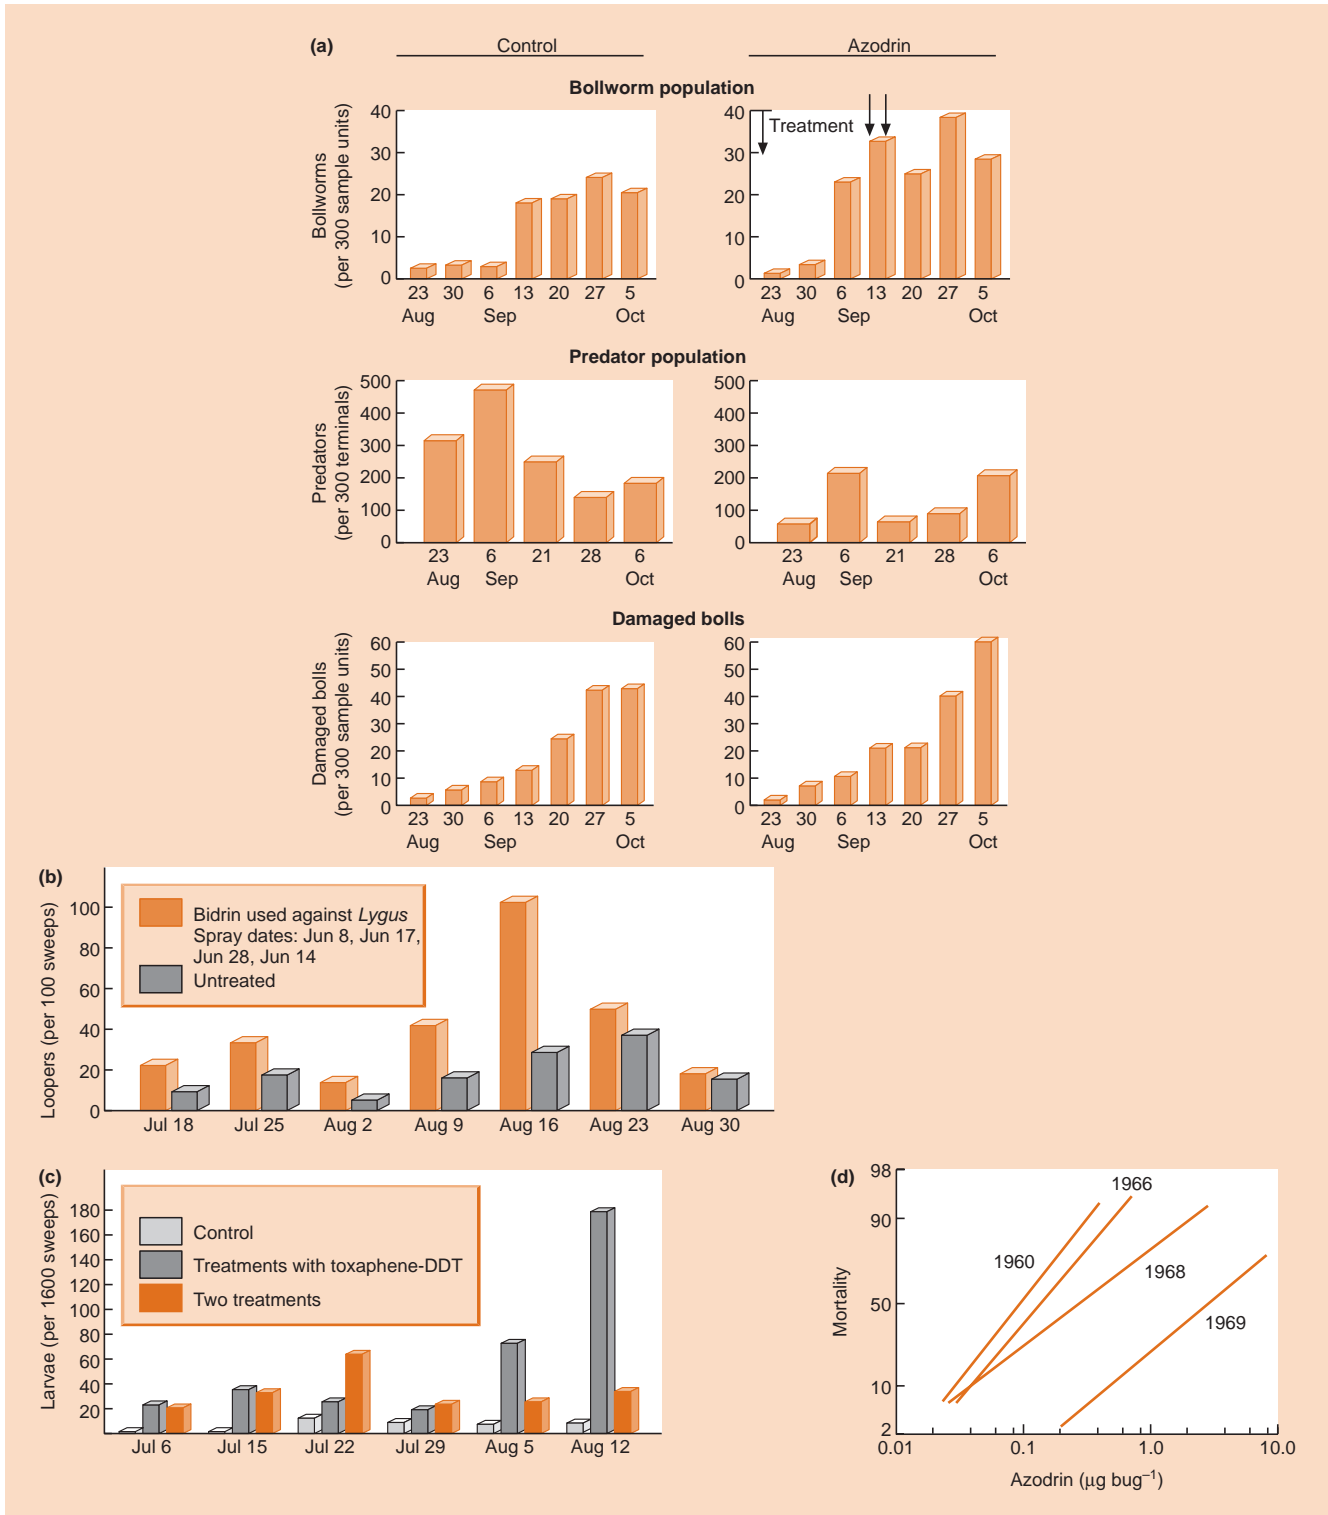 (a)
Control
Azodrin
Bollworm population
Bollworms
(per 300 sample units)
40
30
20
10
0
23 30 6 13 20 27 5
Aug Sep Oct
Treatment
40
30
20
10
0
23 30 6 13 20 27 5
Aug Sep Oct
Predator population
Predators
(per 300 terminals)
500
400
300
200
100
0
23 6 21 28 6
Aug Sep Oct
500
400
300
200
100
0
23 6 21 28 6
Aug Sep Oct
Damaged bolls
Damaged bolls
(per 300 sample units)
60
50
40
30
20
10
0
23 30 6 13 20 27 5
Aug Sep Oct
60
50
40
30
20
10
0
23 30 6 13 20 27 5
Aug Sep Oct
(b)
Loopers (per 100 sweeps)
100
80
60
40
20
0
Bidrin used against Lygus
Spray dates: Jun 8, Jun 17,
Jun 28, Jun 14
Untreated
Jul 18 Jul 25 Aug 2 Aug 9 Aug 16 Aug 23 Aug 30
(c)
Larvae (per 1600 sweeps)
180
160
140
120
100
80
60
40
20
Control
Treatments with toxaphene-DDT
Two treatments
Jul 6 Jul 15 Jul 22 Jul 29 Aug 5 Aug 12
(d)
Mortality
98
90
50
10
2
1966
1960
1968
1969
0.01 0.1 1.0 10.0
Azodrin (μg bug⁻¹)